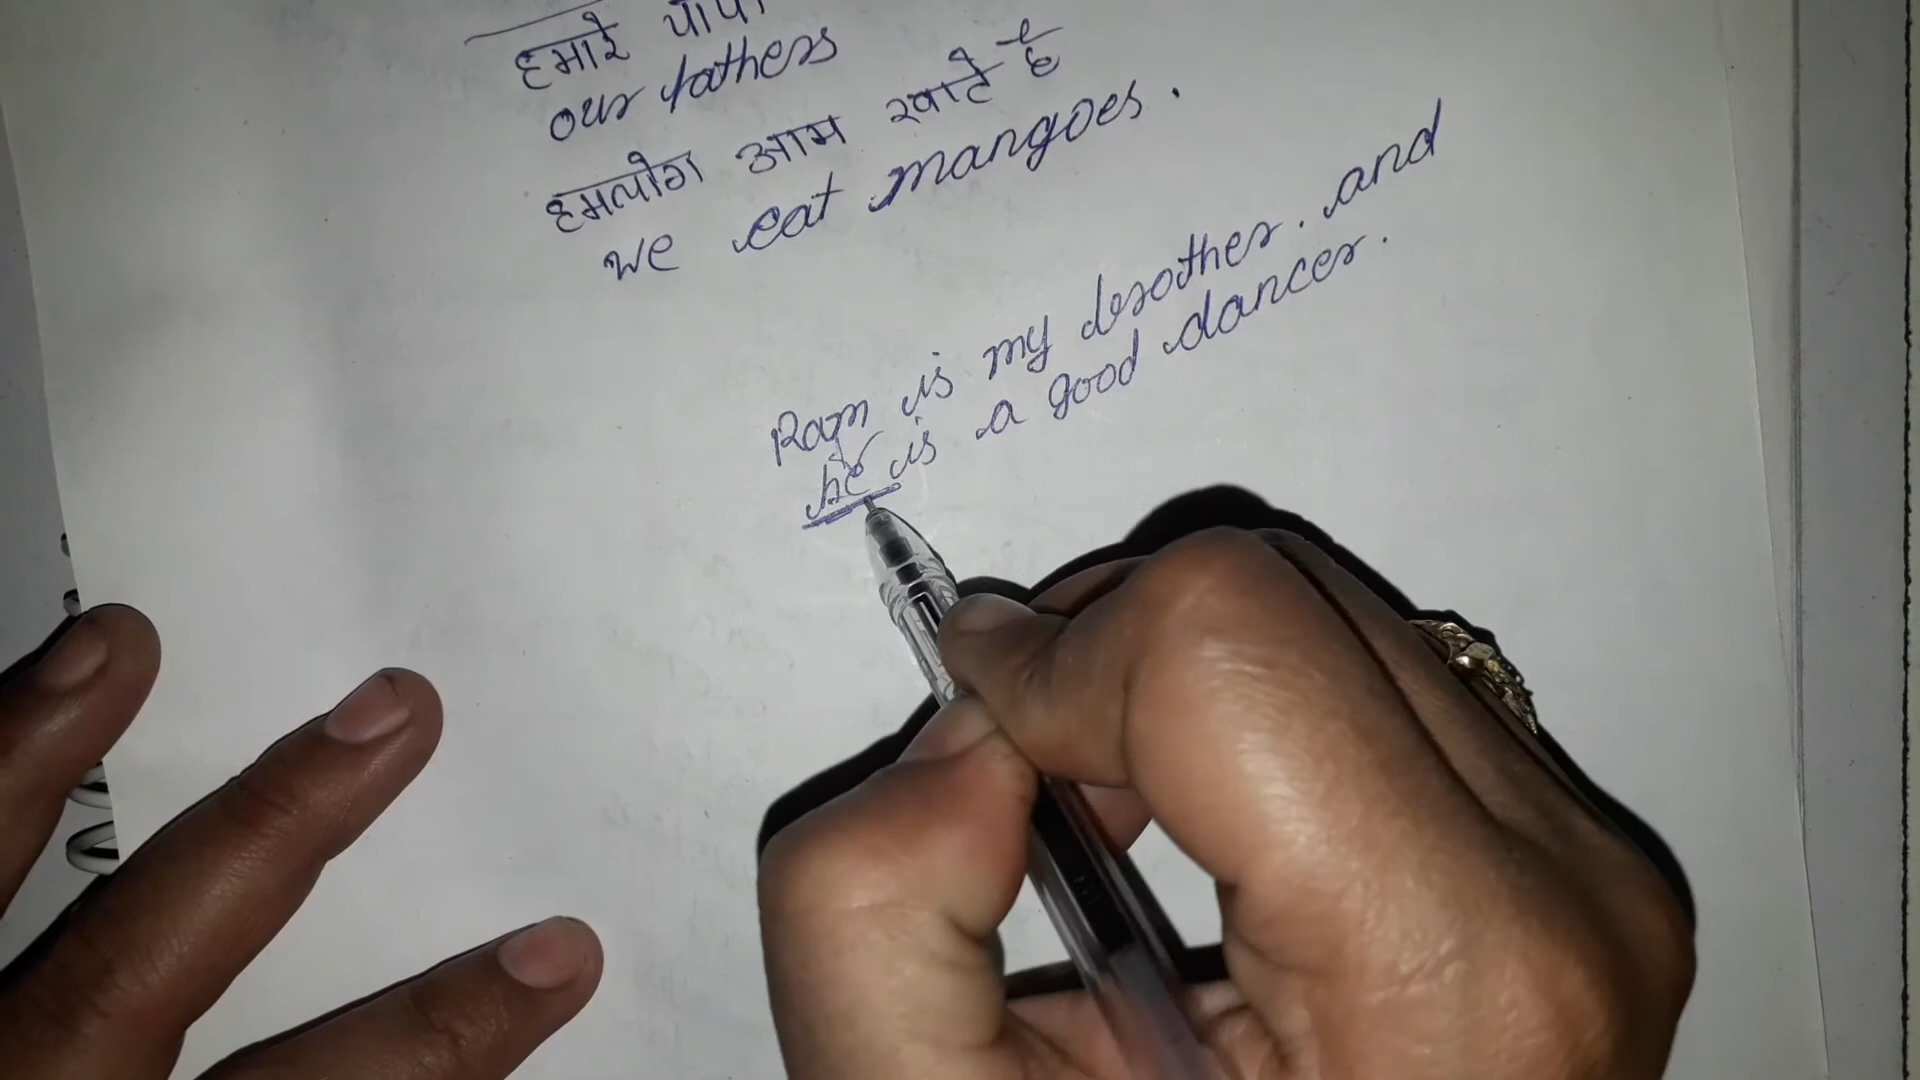 हमारे पापा
our fathers
हमलोग आम खाते हैं
we eat mangoes.
Ram is my brother. and
he is a good dancer.